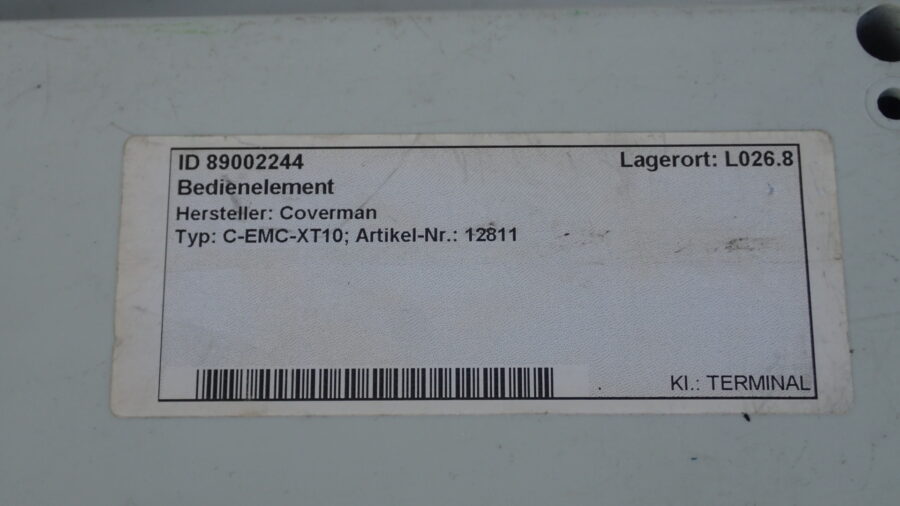 ID 89002244 Lagerort: L026.8
Bedienelement
Hersteller: Coverman
Typ: C-EMC-XT10; Artikel-Nr.: 12811
Kl.: TERMINAL